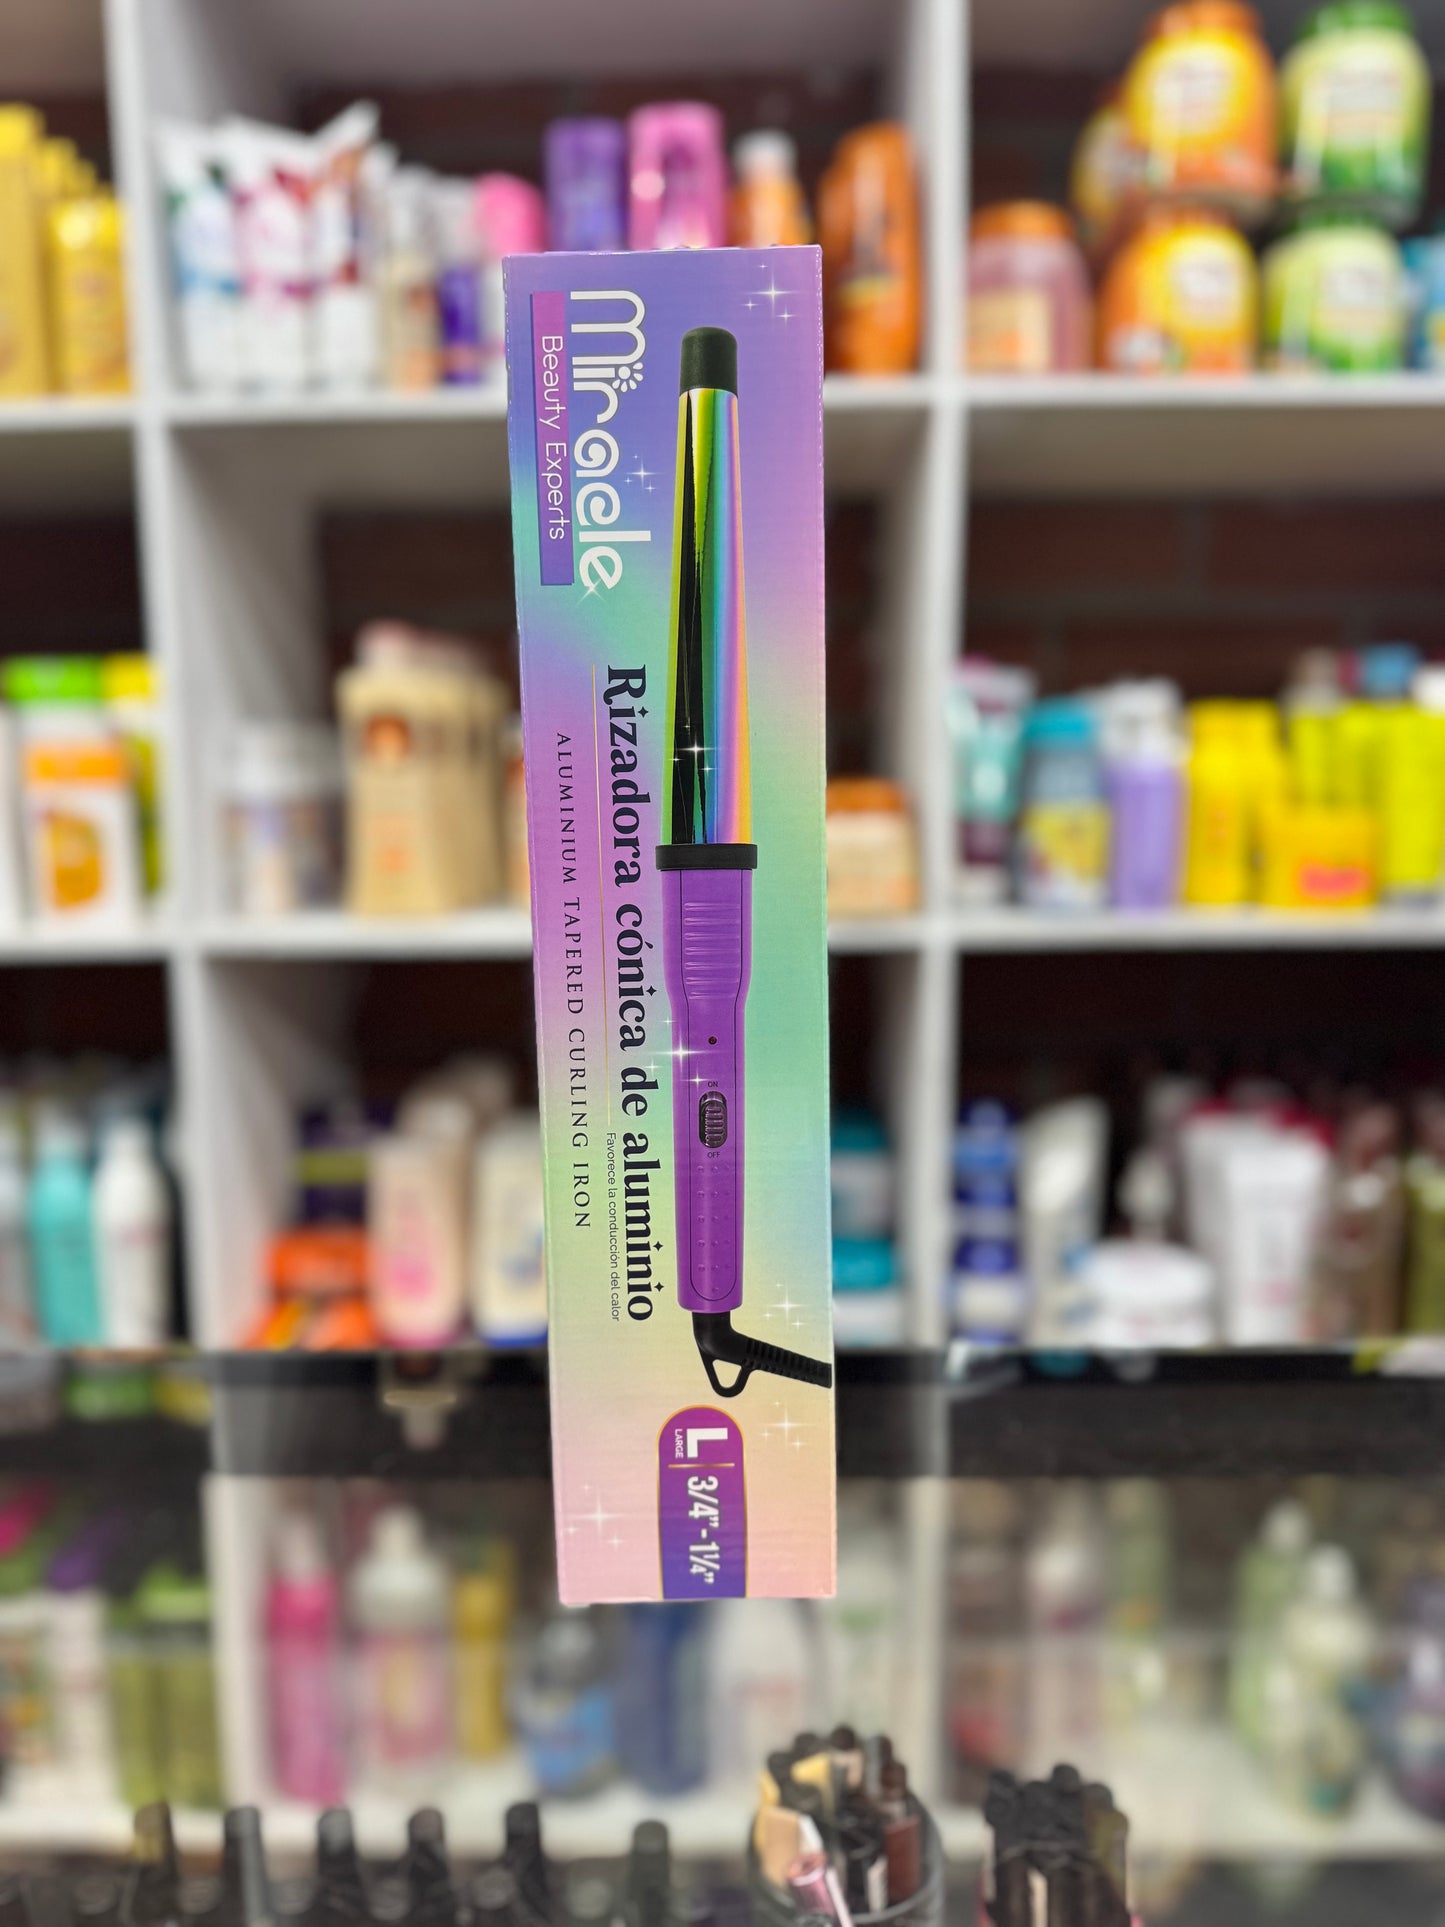 Miracle
Beauty Experts
Rizadora cónica de aluminio
Favorece la conducción del calor
ALUMINIUM TAPERED CURLING IRON
ON
OFF
L
LARGE
3/4" - 1¼"